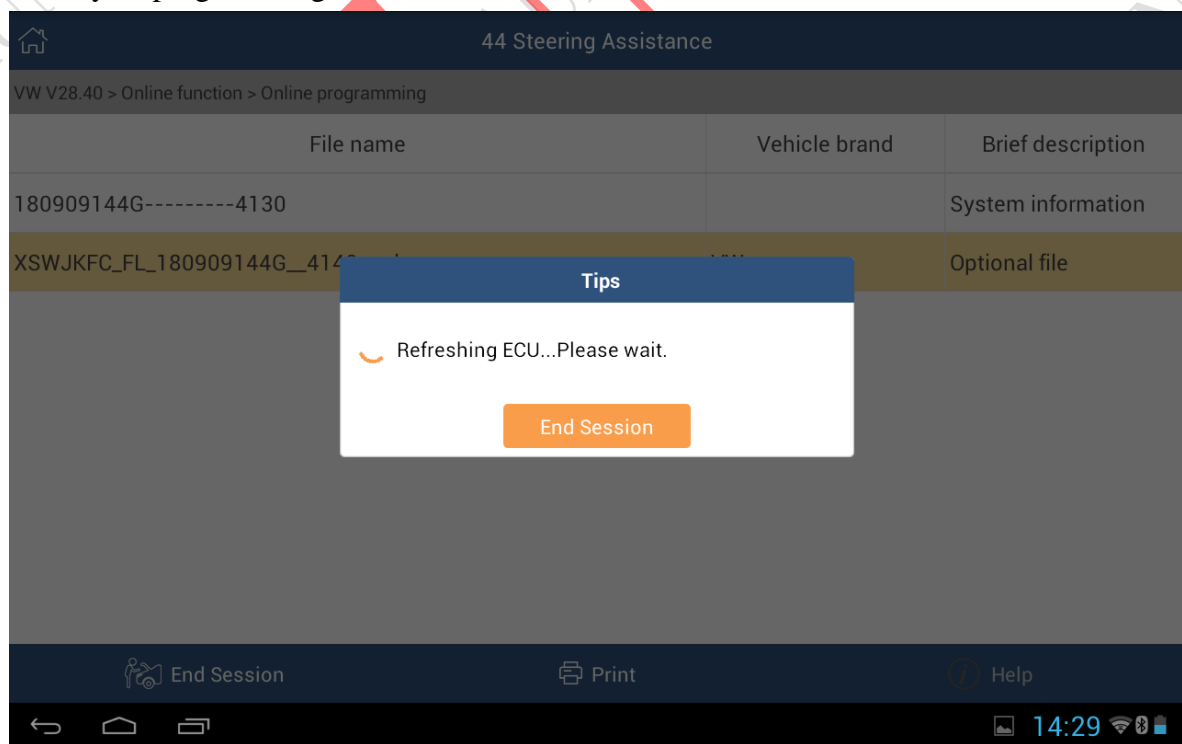 44 Steering Assistance
VW V28.40 > Online function > Online programming
File name Vehicle brand Brief description
180909144G---------4130 System information
XSWJKFC_FL_180909144G__414 Optional file
Tips
Refreshing ECU...Please wait.
End Session
End Session Print Help
14:29